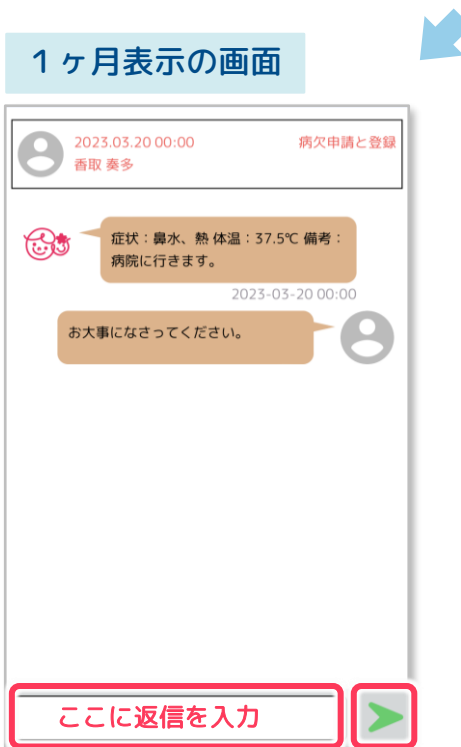 1ヶ月表示の画面
2023.03.20 00:00 病欠申請と登録
香取 奏多
症状：鼻水、熱 体温：37.5℃ 備考：
病院に行きます。
2023-03-20 00:00
お大事になさってください。
ここに返信を入力